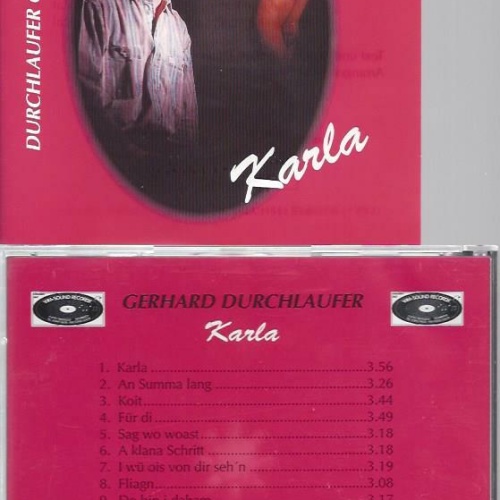 DURCHLAUFER
Karla
GERHARD DURCHLAUFER
Karla
1. Karla 3.56
2. An Summa lang 3.26
3. Koit 3.44
4. Für di 4.49
5. Sag wo woast 3.18
6. A klana Schritt 3.18
7. I wü ois von dir seh´n 3.19
8. Fliagn 3.08